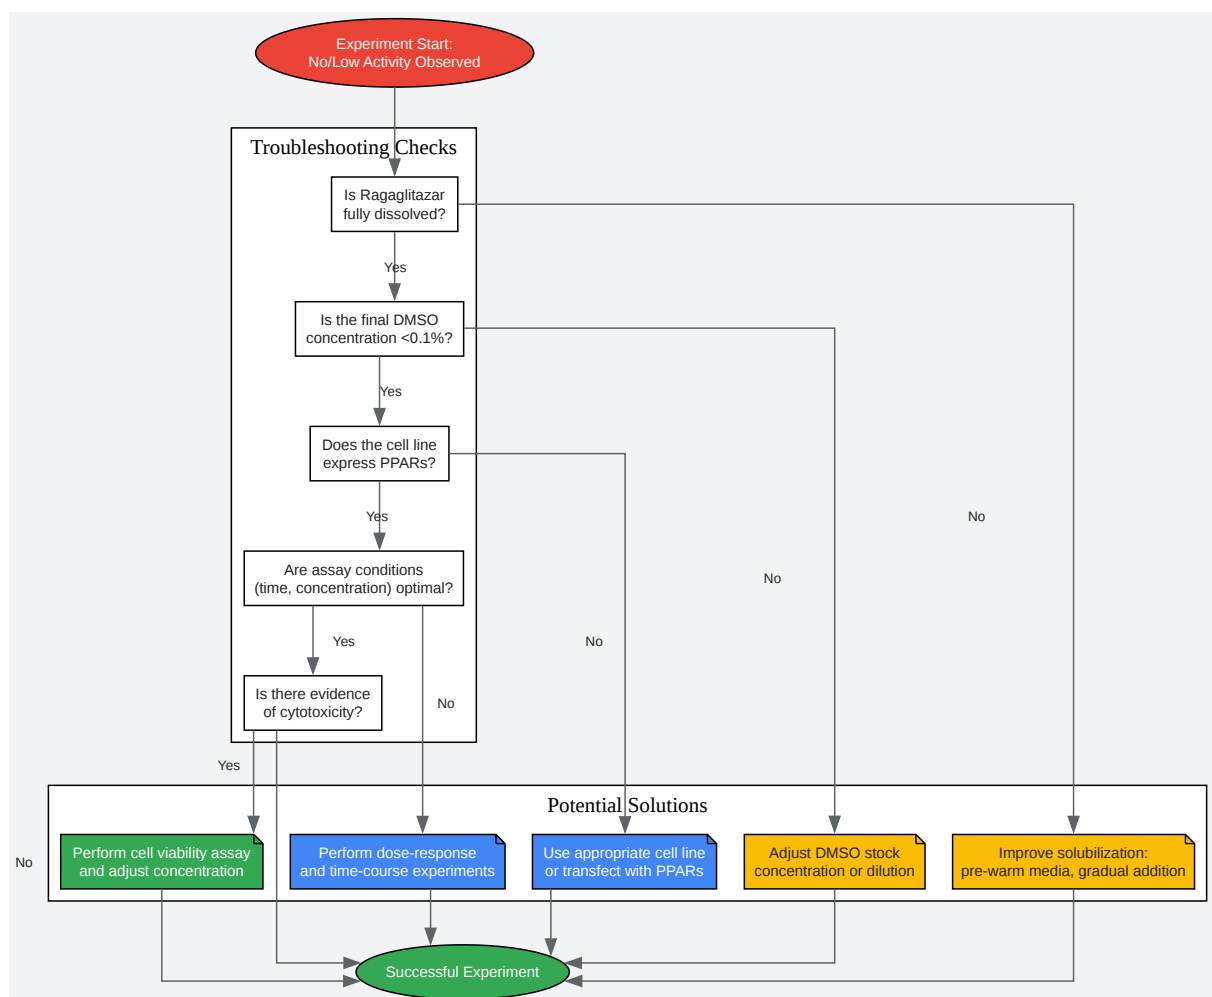 Experiment Start:
No/Low Activity Observed
Troubleshooting Checks
Is Ragaglitazar
fully dissolved?
Yes
Is the final DMSO
concentration <0.1%?
Yes
Does the cell line
express PPARs?
Yes
No
Are assay conditions
(time, concentration) optimal?
No
Yes
No
Is there evidence
of cytotoxicity?
No
Yes
Potential Solutions
No
Perform cell viability assay
and adjust concentration
Perform dose-response
and time-course experiments
Use appropriate cell line
or transfect with PPARs
Adjust DMSO stock
concentration or dilution
Improve solubilization:
pre-warm media, gradual addition
Successful Experiment